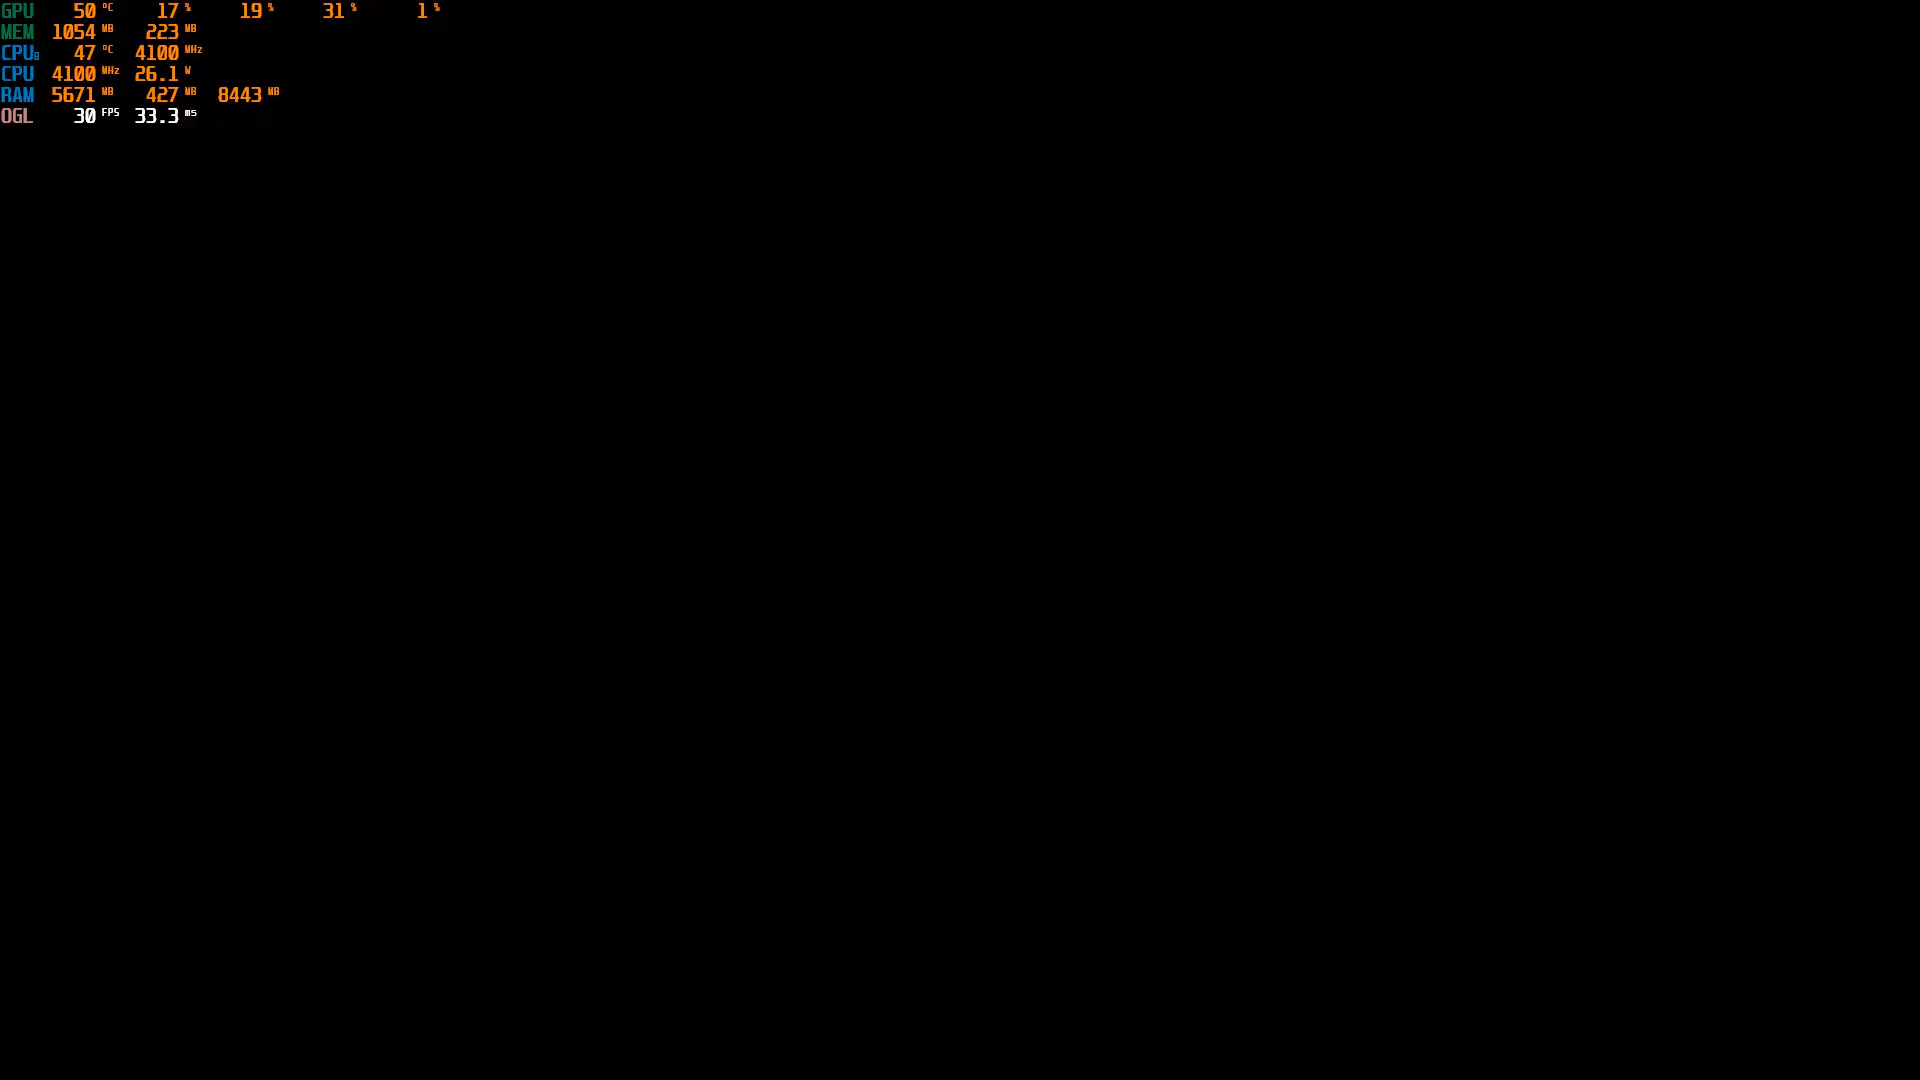 GPU 50 °C 17 % 19 % 31 % 1 %
MEM 1054 MB 223 MB
CPU8 47 °C 4100 MHz
CPU 4100 MHz 26.1 W
RAM 5671 MB 427 MB 8443 MB
OGL 30 FPS 33.3 ms